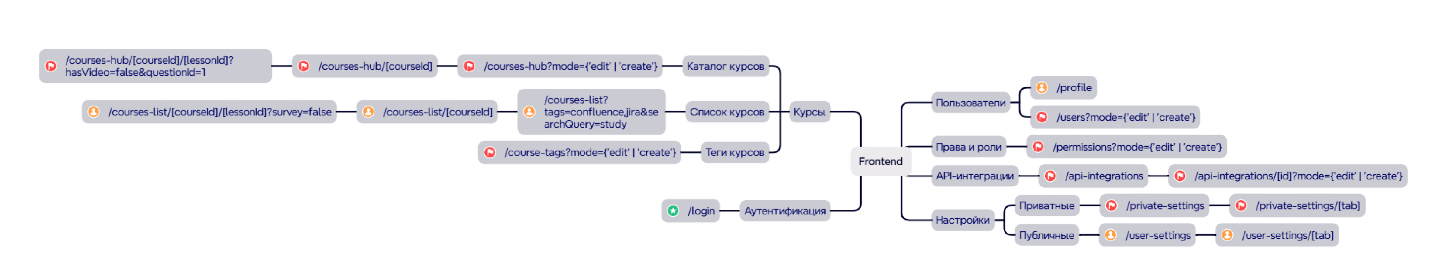 /courses-hub/[courseId]/[lessonId]?
hasVideo=false&questionId=1
/courses-hub/[courseId]
/courses-hub?mode={'edit' | 'create'}
Каталог курсов
/courses-list/[courseId]/[lessonId]?survey=false
/courses-list/[courseId]
/courses-list?
tags=confluence,jira&se
archQuery=study
Список курсов
Курсы
/course-tags?mode={'edit' | 'create'}
Теги курсов
/login
Аутентификация
Frontend
Пользователи
/profile
/users?mode={'edit' | 'create'}
Права и роли
/permissions?mode={'edit' | 'create'}
API-интеграции
/api-integrations
/api-integrations/[id]?mode={'edit' | 'create'}
Настройки
Приватные
/private-settings
/private-settings/[tab]
Публичные
/user-settings
/user-settings/[tab]